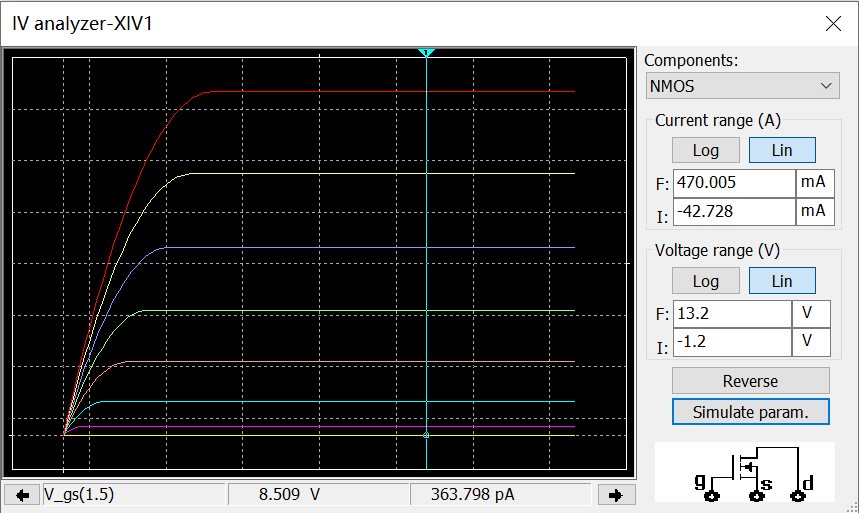 IV analyzer-XIV1
1
Components:
NMOS
Current range (A)
Log Lin
F: 470.005 mA
I: -42.728 mA
Voltage range (V)
Log Lin
F: 13.2 V
I: -1.2 V
Reverse
Simulate param.
g s d
V_gs(1.5) 8.509 V 363.798 pA